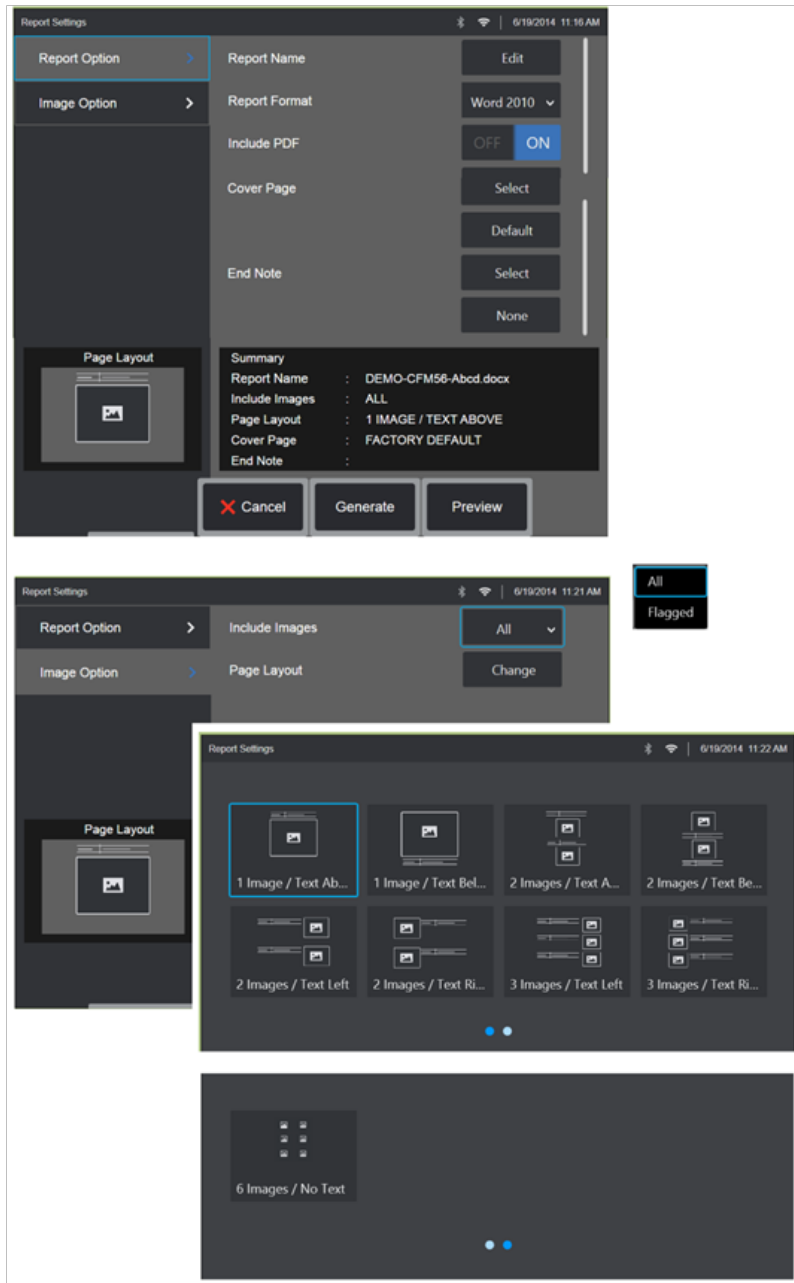 Report Settings
6/19/2014 11:16 AM
Report Option
Report Name
Edit
Image Option
Report Format
Word 2010
Include PDF
OFF ON
Cover Page
Select
Default
End Note
Select
None
Page Layout
Summary
Report Name : DEMO-CFM56-Abcd.docx
Include Images : ALL
Page Layout : 1 IMAGE / TEXT ABOVE
Cover Page : FACTORY DEFAULT
End Note :
Cancel
Generate
Preview
Report Settings
6/19/2014 11:21 AM
Report Option
Include Images
All
Image Option
Page Layout
Change
Page Layout
All
Flagged
Report Settings
6/19/2014 11:22 AM
1 Image / Text Ab...
1 Image / Text Bel...
2 Images / Text A...
2 Images / Text Be...
2 Images / Text Left
2 Images / Text Ri...
3 Images / Text Left
3 Images / Text Ri...
6 Images / No Text